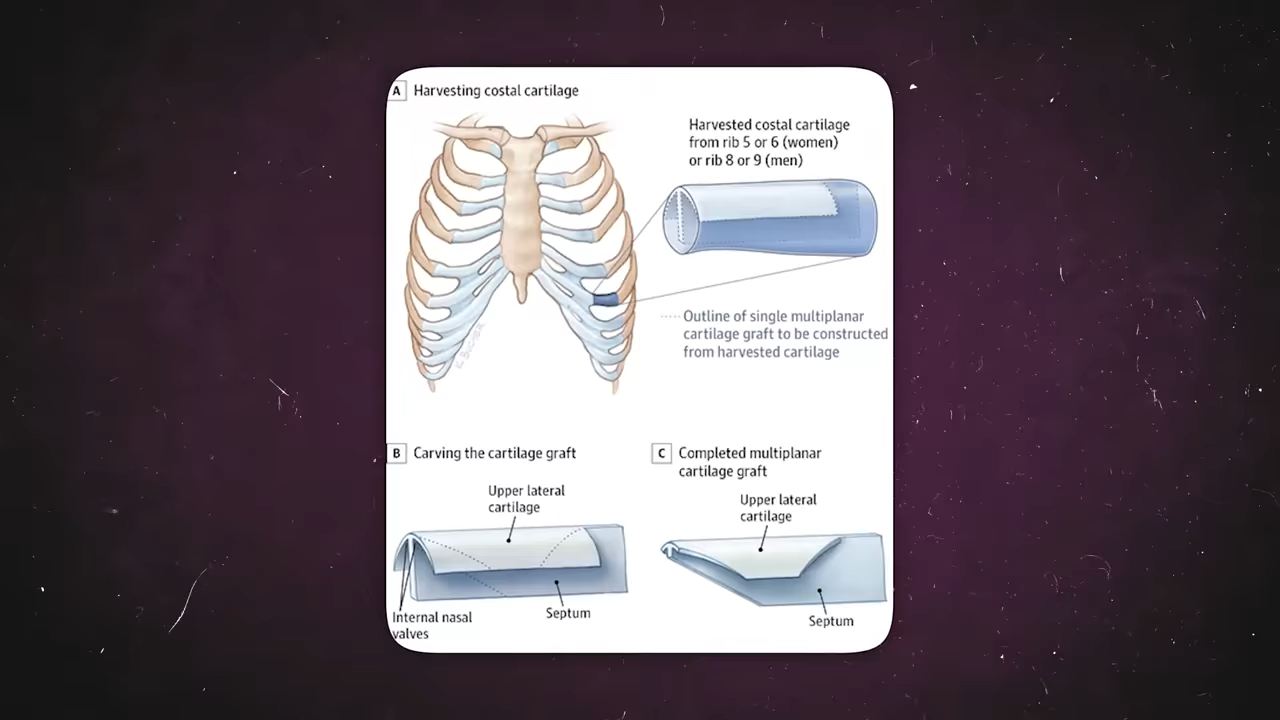 A Harvesting costal cartilage
Harvested costal cartilage
from rib 5 or 6 (women)
or rib 8 or 9 (men)
Outline of single multiplanar
cartilage graft to be constructed
from harvested cartilage
B Carving the cartilage graft
Upper lateral
cartilage
Internal nasal
valves
Septum
C Completed multiplanar
cartilage graft
Upper lateral
cartilage
Septum